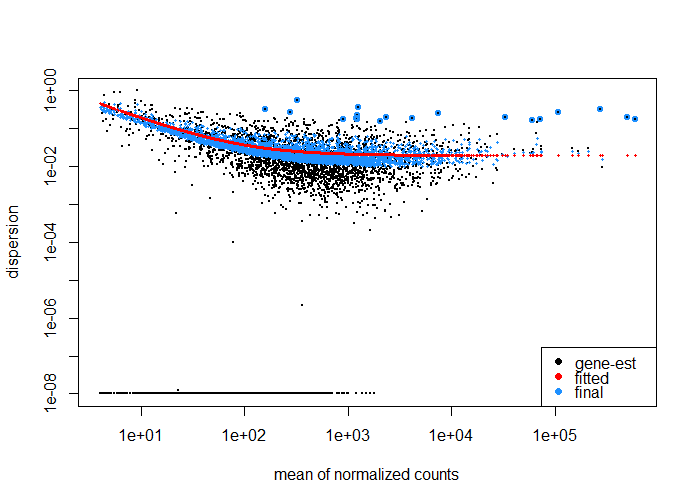 1e+00
1e-02
1e-04
1e-06
1e-08
dispersion
1e+01
1e+02
1e+03
1e+04
1e+05
mean of normalized counts
gene-est
fitted
final